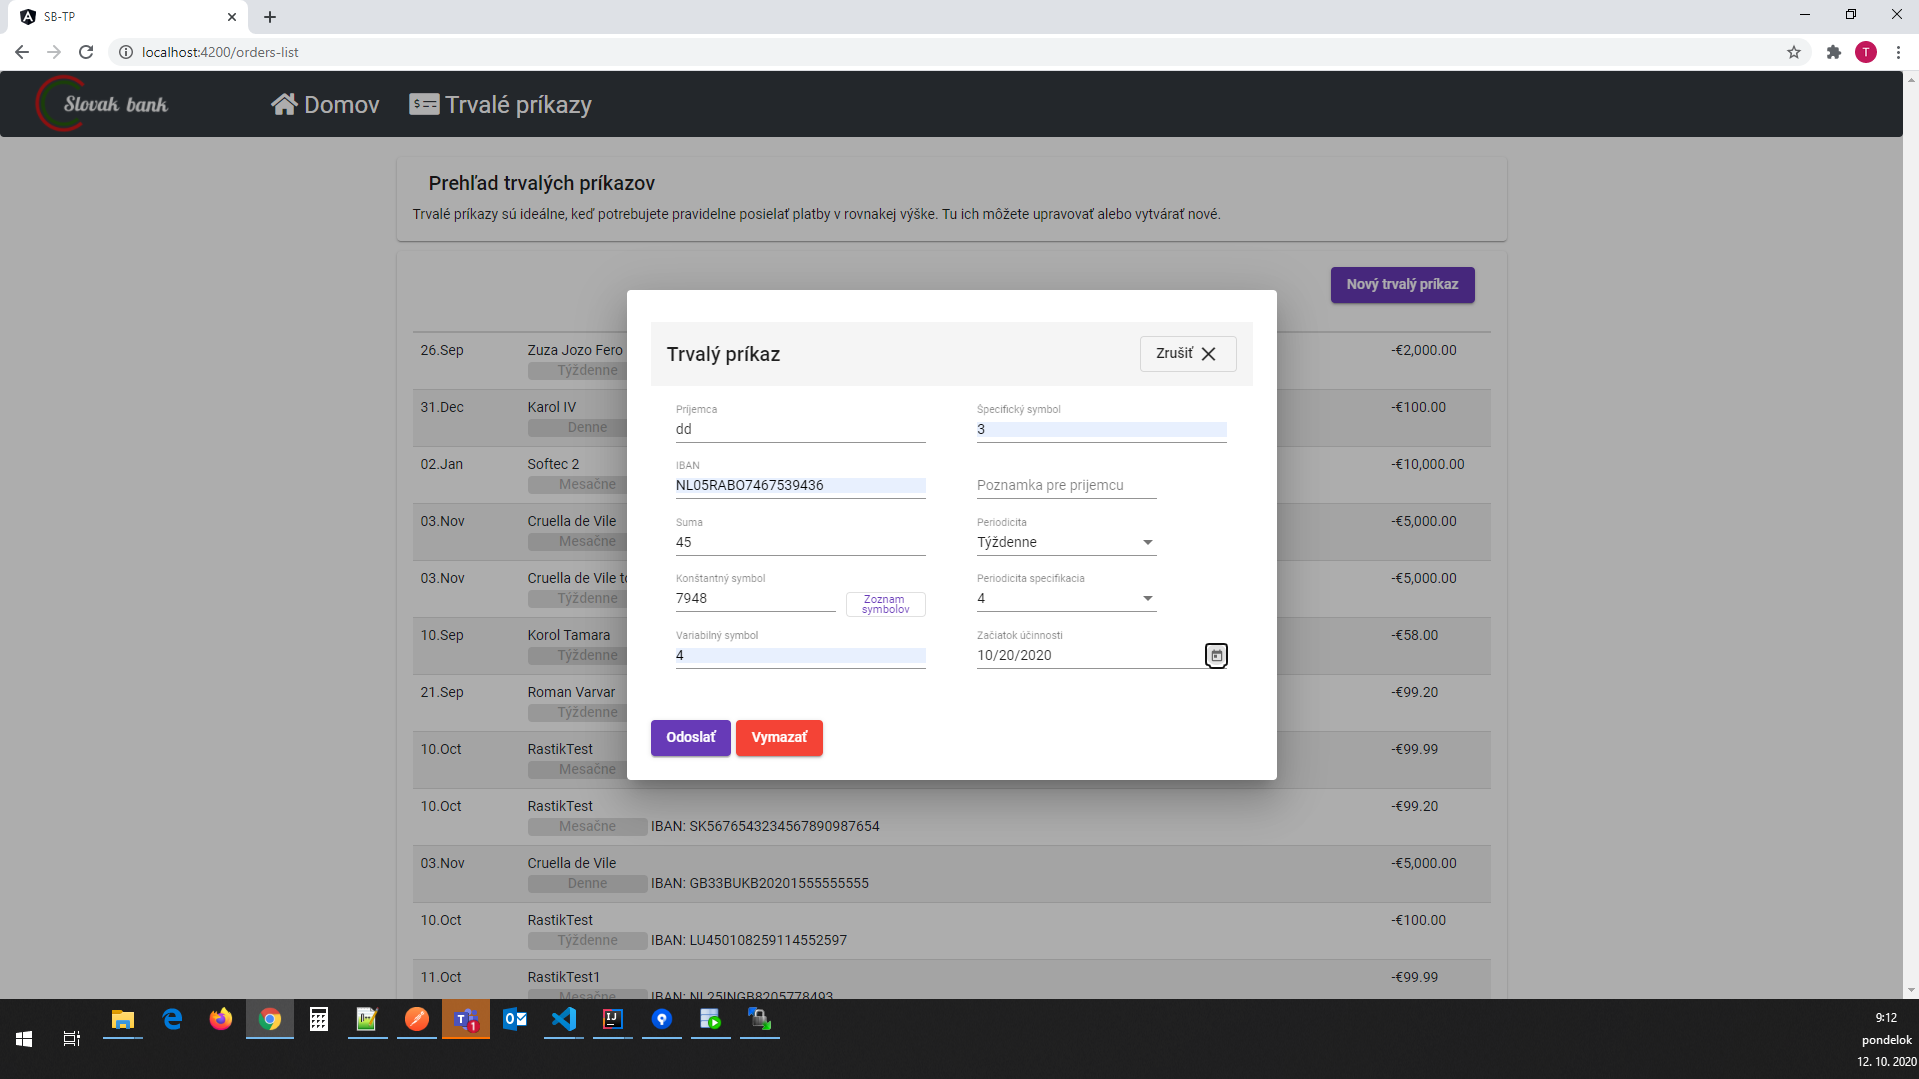 SB-TP
localhost:4200/orders-list
T
Slovak bank
Domov
Trvalé príkazy
Prehľad trvalých príkazov
Trvalé príkazy sú ideálne, keď potrebujete pravidelne posielať platby v rovnakej výške. Tu ich môžete upravovať alebo vytvárať nové.
Nový trvalý príkaz
26.Sep Zuza Jozo Fero -€2,000.00
Týždenne
31.Dec Karol IV -€100.00
Denne
02.Jan Softec 2 -€10,000.00
Mesačne
03.Nov Cruella de Vile -€5,000.00
Mesačne
03.Nov Cruella de Vile -€5,000.00
Týždenne
10.Sep Korol Tamara -€58.00
Týždenne
21.Sep Roman Varvar -€99.20
Týždenne
10.Oct RastikTest -€99.99
Mesačne
10.Oct RastikTest -€99.20
Mesačne IBAN: SK5676543234567890987654
03.Nov Cruella de Vile -€5,000.00
Denne IBAN: GB33BUKB20201555555555
10.Oct RastikTest -€100.00
Týždenne IBAN: LU450108259114552597
11.Oct RastikTest1 -€99.99
Mesačne IBAN: NL25INGB8205778493
Trvalý príkaz
Zrušiť
Príjemca
dd
Špecifický symbol
3
IBAN
NL05RABO7467539436
Poznamka pre prijemcu
Suma
45
Periodicita
Týždenne
Konštantný symbol
7948
Zoznam
symbolov
Periodicita specifikacia
4
Variabilný symbol
4
Začiatok účinnosti
10/20/2020
Odoslať
Vymazať
9:12
pondelok
12. 10. 2020